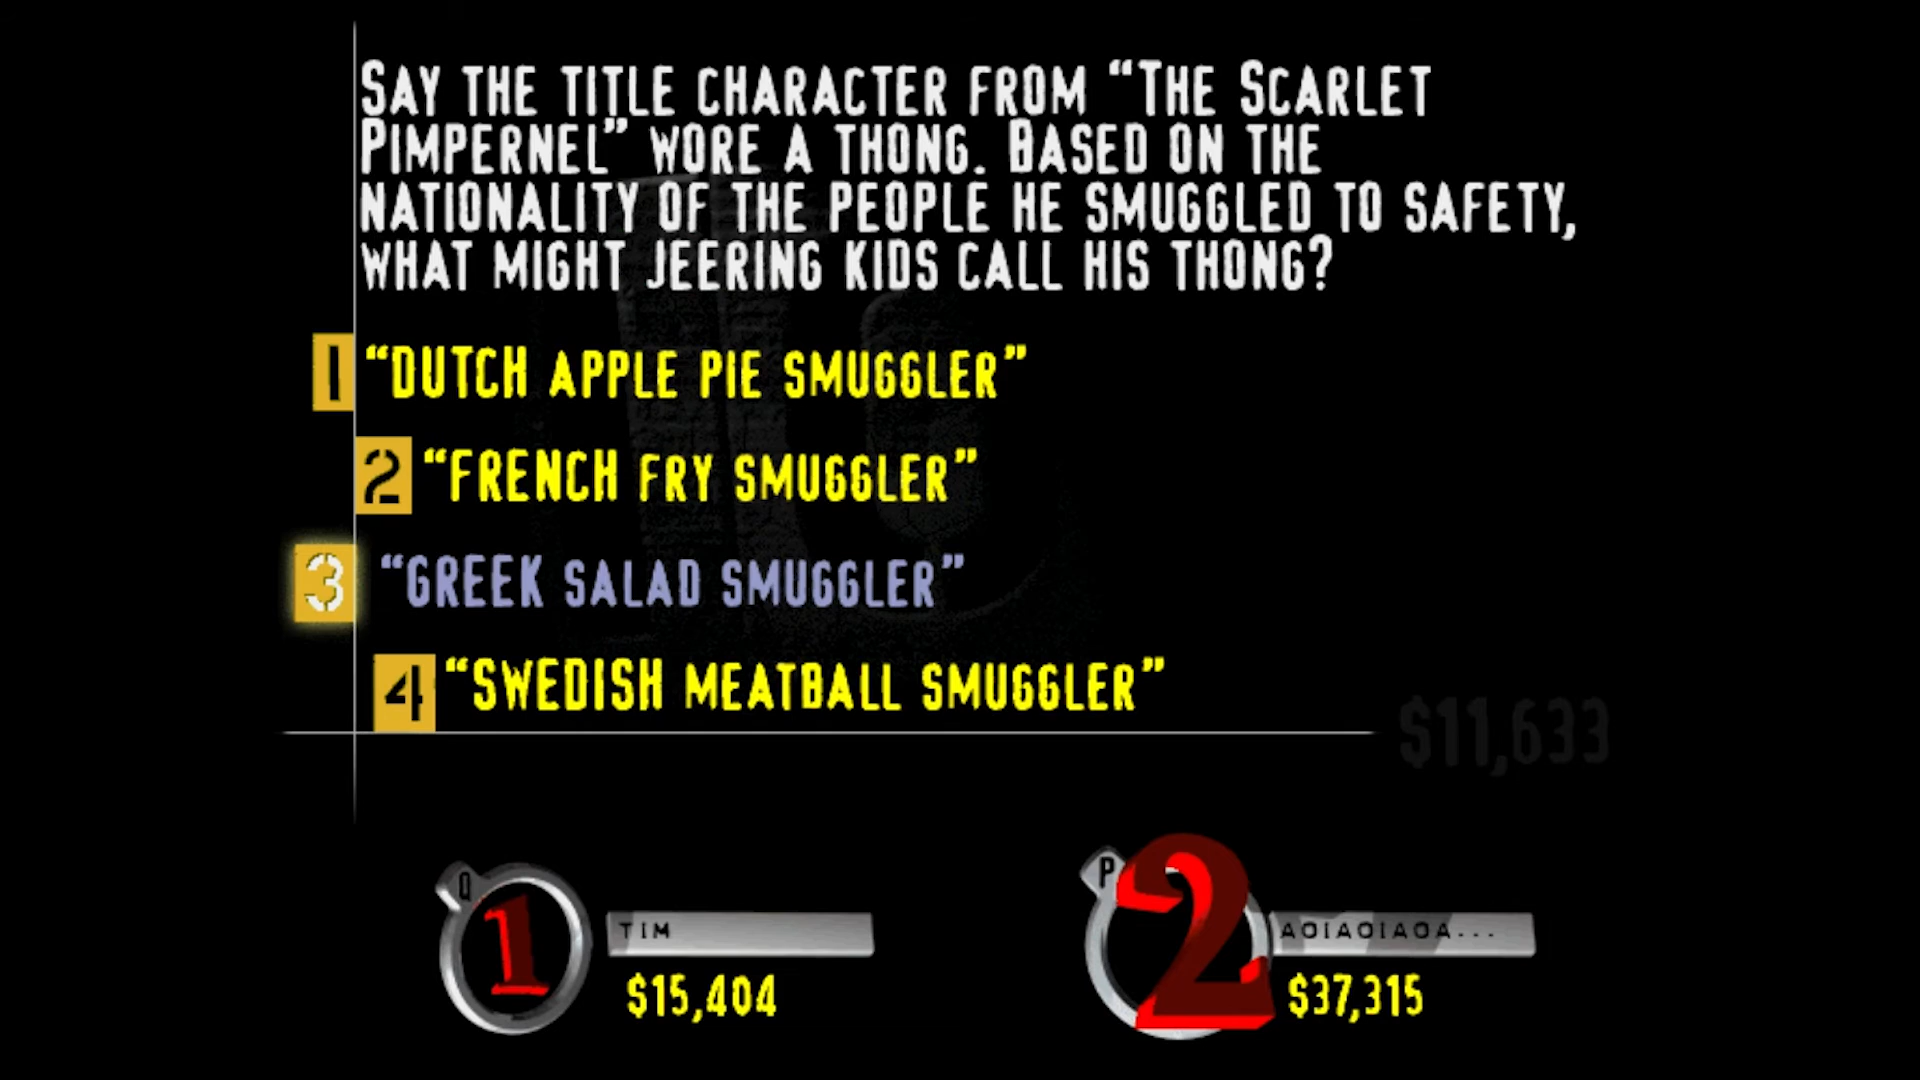 Say the title character from “The Scarlet
Pimpernel” wore a thong. Based on the
nationality of the people he smuggled to safety,
what might jeering kids call his thong?
1 “Dutch apple pie smuggler”
2 “French fry smuggler”
3 “Greek salad smuggler”
4 “Swedish meatball smuggler”
$11,633
Q 1 TIM
$15,404
P 2 AOIAOIAOA...
$37,315